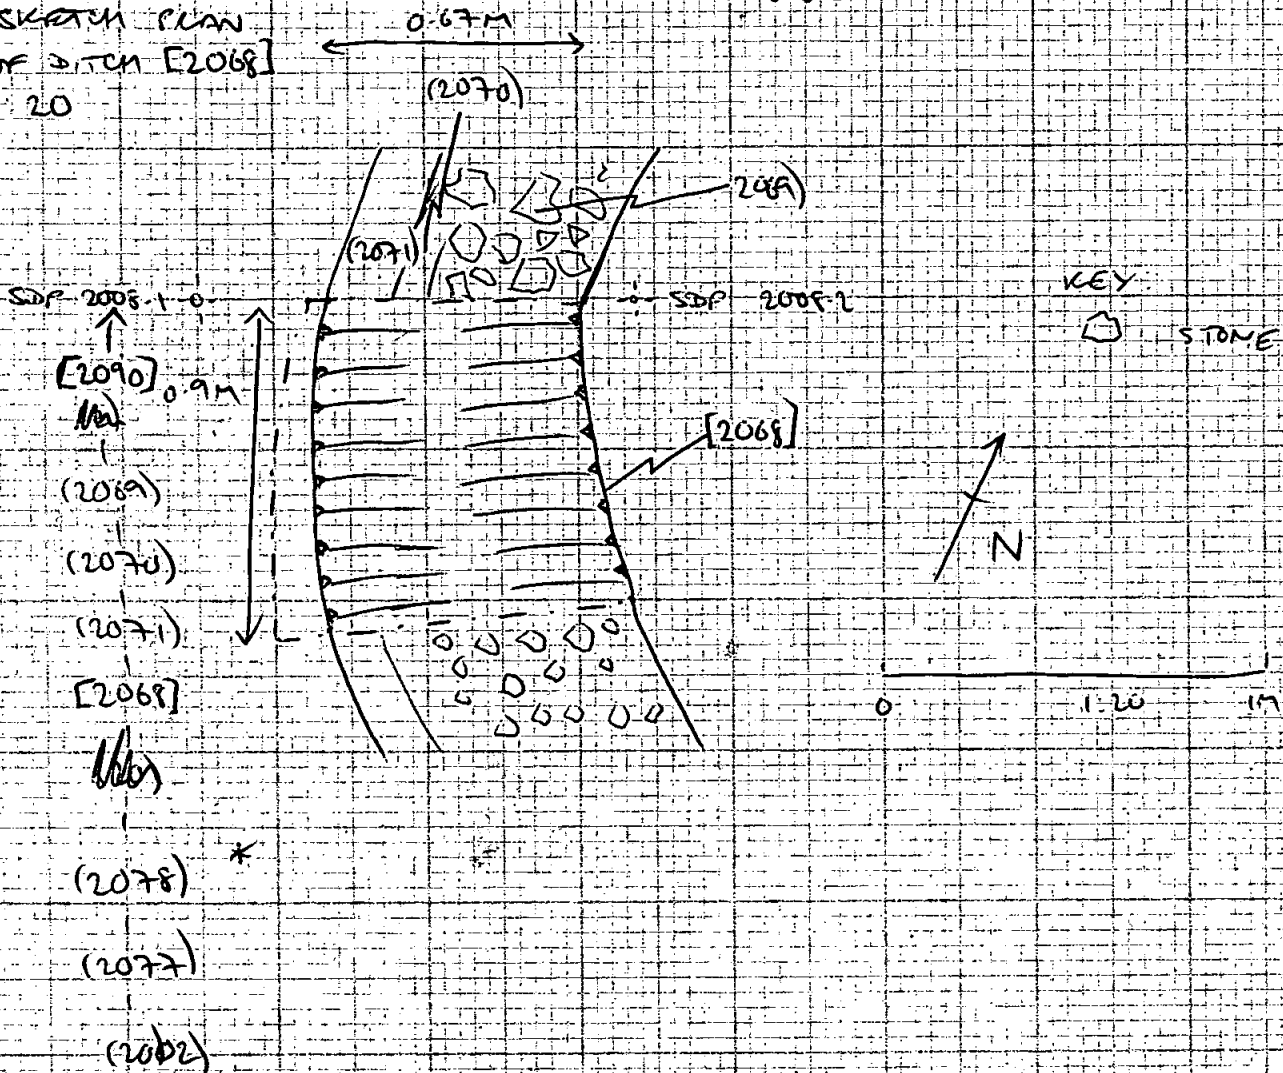 SKETCH PLAN
OF DITCH [2068]
20
0.67M
(2070)
2069)
(2071)
SDP 2008.1
SDP 2008.2
KEY
STONE
[2090]
0.9M
[2068]
(2069)
(2070)
N
(2071)
[2068]
0
1:20
1M
*
(2078)
(2077)
(2002)